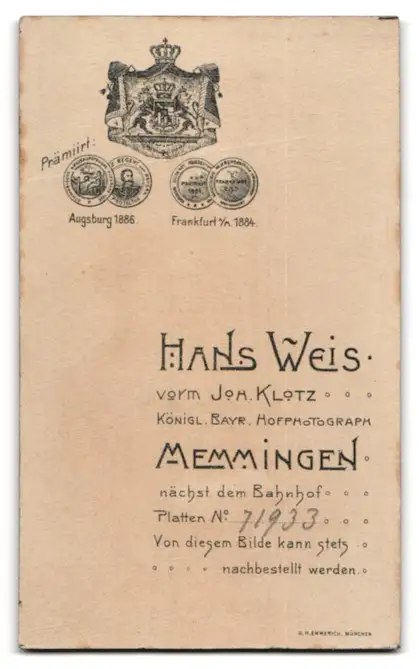 Prämiirt:
Augsburg 1886. Frankfurt a/M. 1884.
HANS WEIS.
vorm JOH. KLOTZ
KÖNIGL. BAYR. HOFPHOTOGRAPH
MEMMINGEN
nächst dem Bahnhof
Platten No 71933
Von diesem Bilde kann stets
nachbestellt werden.